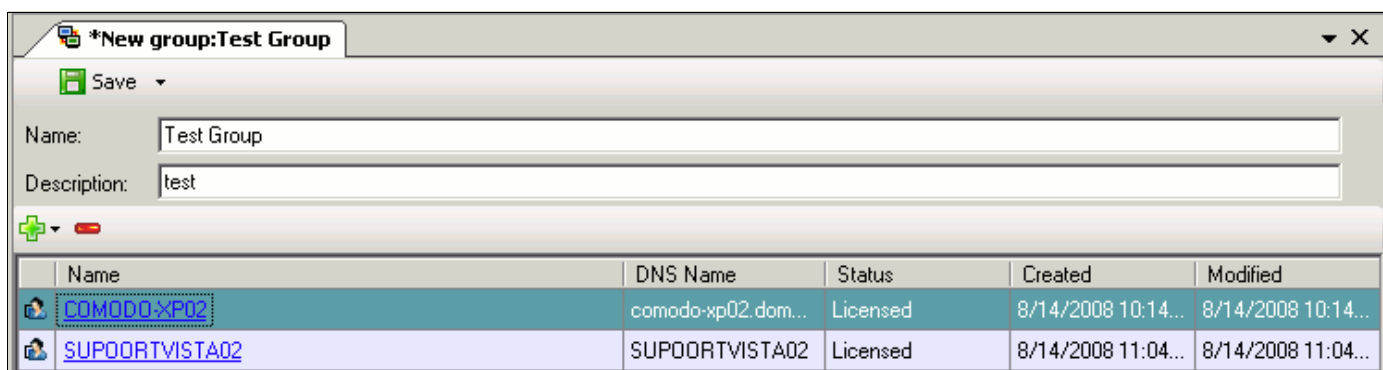 *New group:Test Group
Save
Name: Test Group
Description: test
Name DNS Name Status Created Modified
COMODO-XP02 comodo-xp02.dom... Licensed 8/14/2008 10:14... 8/14/2008 10:14...
SUPOORTVISTA02 SUPOORTVISTA02 Licensed 8/14/2008 11:04... 8/14/2008 11:04...